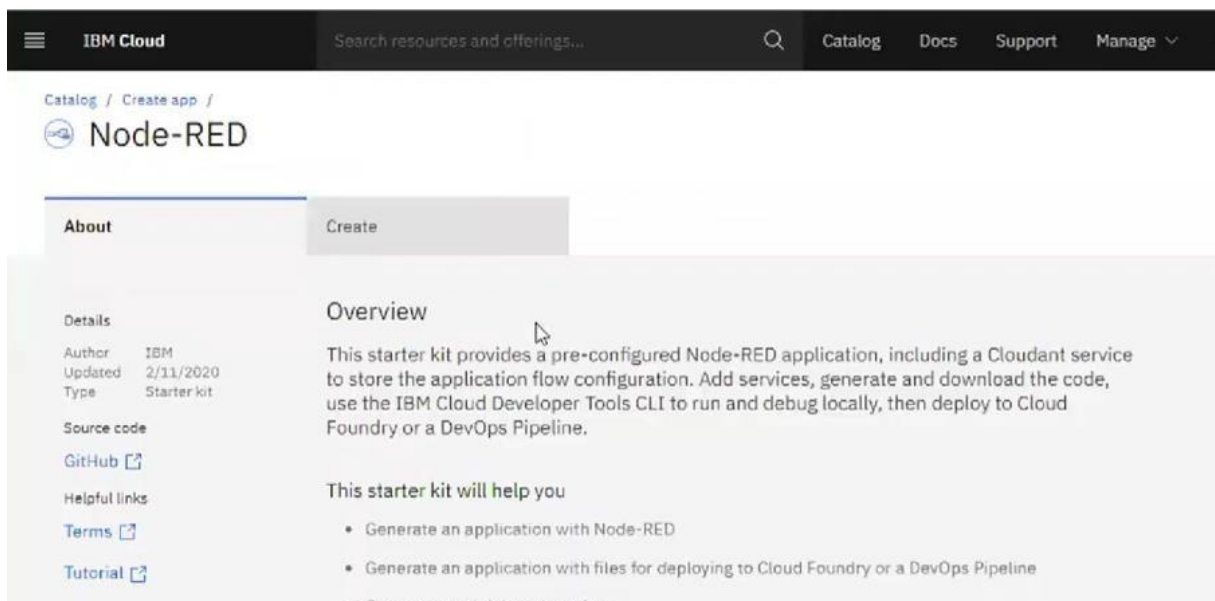 IBM Cloud
Search resources and offerings...
Catalog
Docs
Support
Manage
Catalog / Create app /
Node-RED
About
Create
Details
Author IBM
Updated 2/11/2020
Type Starter kit
Source code
GitHub
Helpful links
Terms
Tutorial
Overview
This starter kit provides a pre-configured Node-RED application, including a Cloudant service
to store the application flow configuration. Add services, generate and download the code,
use the IBM Cloud Developer Tools CLI to run and debug locally, then deploy to Cloud
Foundry or a DevOps Pipeline.
This starter kit will help you
• Generate an application with Node-RED
• Generate an application with files for deploying to Cloud Foundry or a DevOps Pipeline